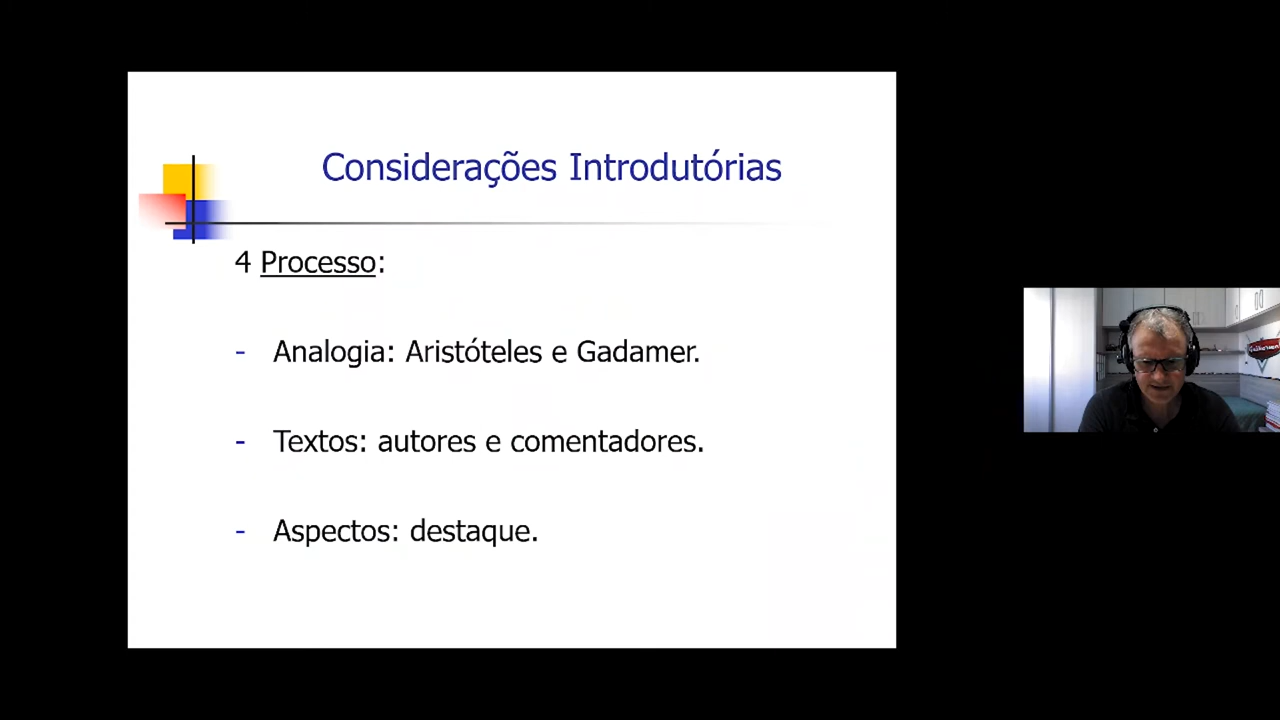 Considerações Introdutórias
4 Processo:
- Analogia: Aristóteles e Gadamer.
- Textos: autores e comentadores.
- Aspectos: destaque.